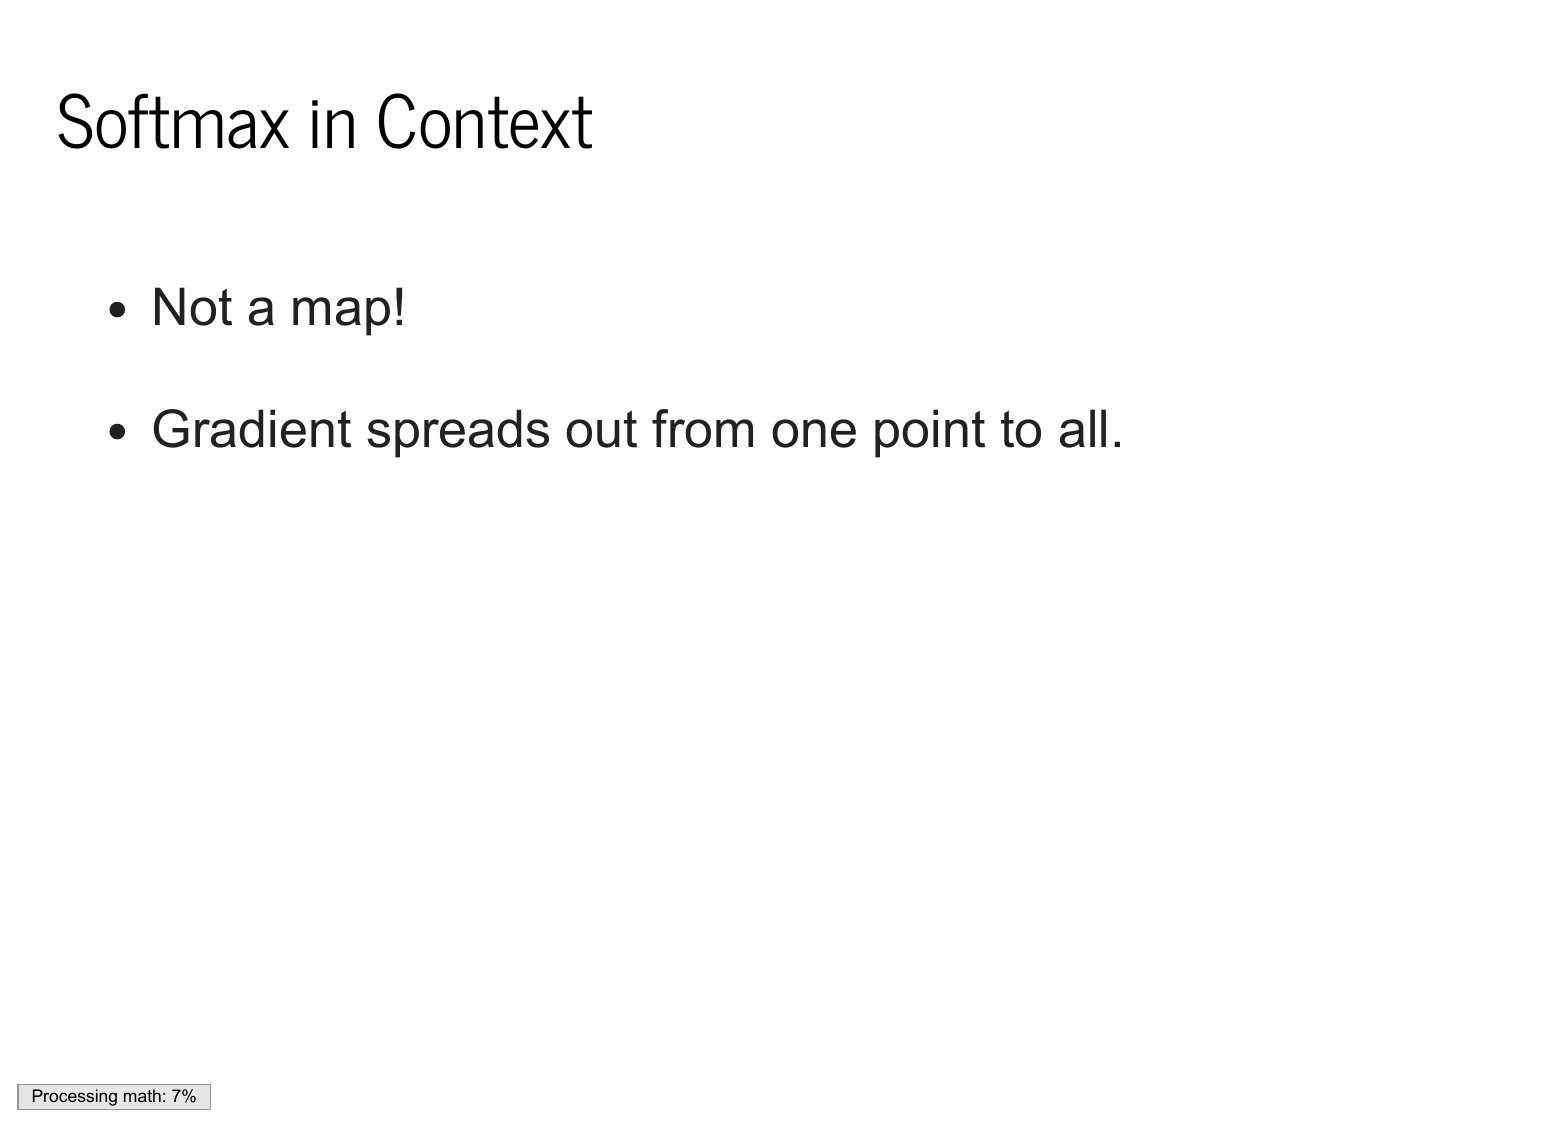 Softmax in Context
• Not a map!
• Gradient spreads out from one point to all.
Processing math: 7%